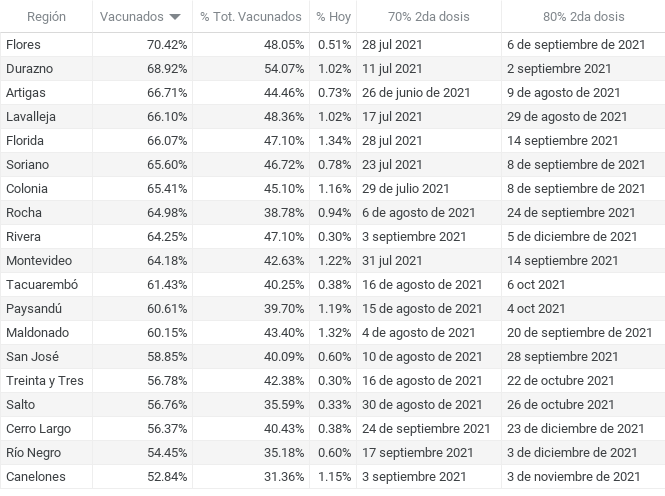 Región Vacunados % Tot. Vacunados % Hoy 70% 2da dosis 80% 2da dosis
Flores 70.42% 48.05% 0.51% 28 jul 2021 6 de septiembre de 2021
Durazno 68.92% 54.07% 1.02% 11 jul 2021 2 septiembre 2021
Artigas 66.71% 44.46% 0.73% 26 de junio de 2021 9 de agosto de 2021
Lavalleja 66.10% 48.36% 1.02% 17 jul 2021 29 de agosto de 2021
Florida 66.07% 47.10% 1.34% 28 jul 2021 14 septiembre 2021
Soriano 65.60% 46.72% 0.78% 23 jul 2021 8 de septiembre de 2021
Colonia 65.41% 45.10% 1.16% 29 de julio 2021 8 de septiembre de 2021
Rocha 64.98% 38.78% 0.94% 6 de agosto de 2021 24 de septiembre 2021
Rivera 64.25% 47.10% 0.30% 3 septiembre 2021 5 de diciembre de 2021
Montevideo 64.18% 42.63% 1.22% 31 jul 2021 14 septiembre 2021
Tacuarembó 61.43% 40.25% 0.38% 16 de agosto de 2021 6 oct 2021
Paysandú 60.61% 39.70% 1.19% 15 de agosto de 2021 4 oct 2021
Maldonado 60.15% 43.40% 1.32% 4 de agosto de 2021 20 de septiembre de 2021
San José 58.85% 40.09% 0.60% 10 de agosto de 2021 28 septiembre 2021
Treinta y Tres 56.78% 42.38% 0.30% 16 de agosto de 2021 22 de octubre 2021
Salto 56.76% 35.59% 0.33% 30 de agosto de 2021 26 de octubre 2021
Cerro Largo 56.37% 40.43% 0.38% 24 de septiembre 2021 23 de diciembre de 2021
Río Negro 54.45% 35.18% 0.60% 17 septiembre 2021 3 de diciembre de 2021
Canelones 52.84% 31.36% 1.15% 3 septiembre 2021 3 de noviembre de 2021